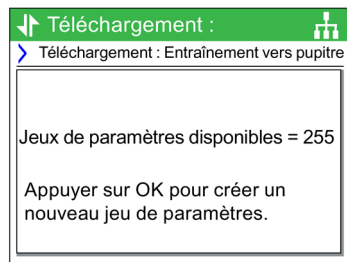 Téléchargement :
Téléchargement : Entraînement vers pupitre
Jeux de paramètres disponibles = 255
Appuyer sur OK pour créer un
nouveau jeu de paramètres.